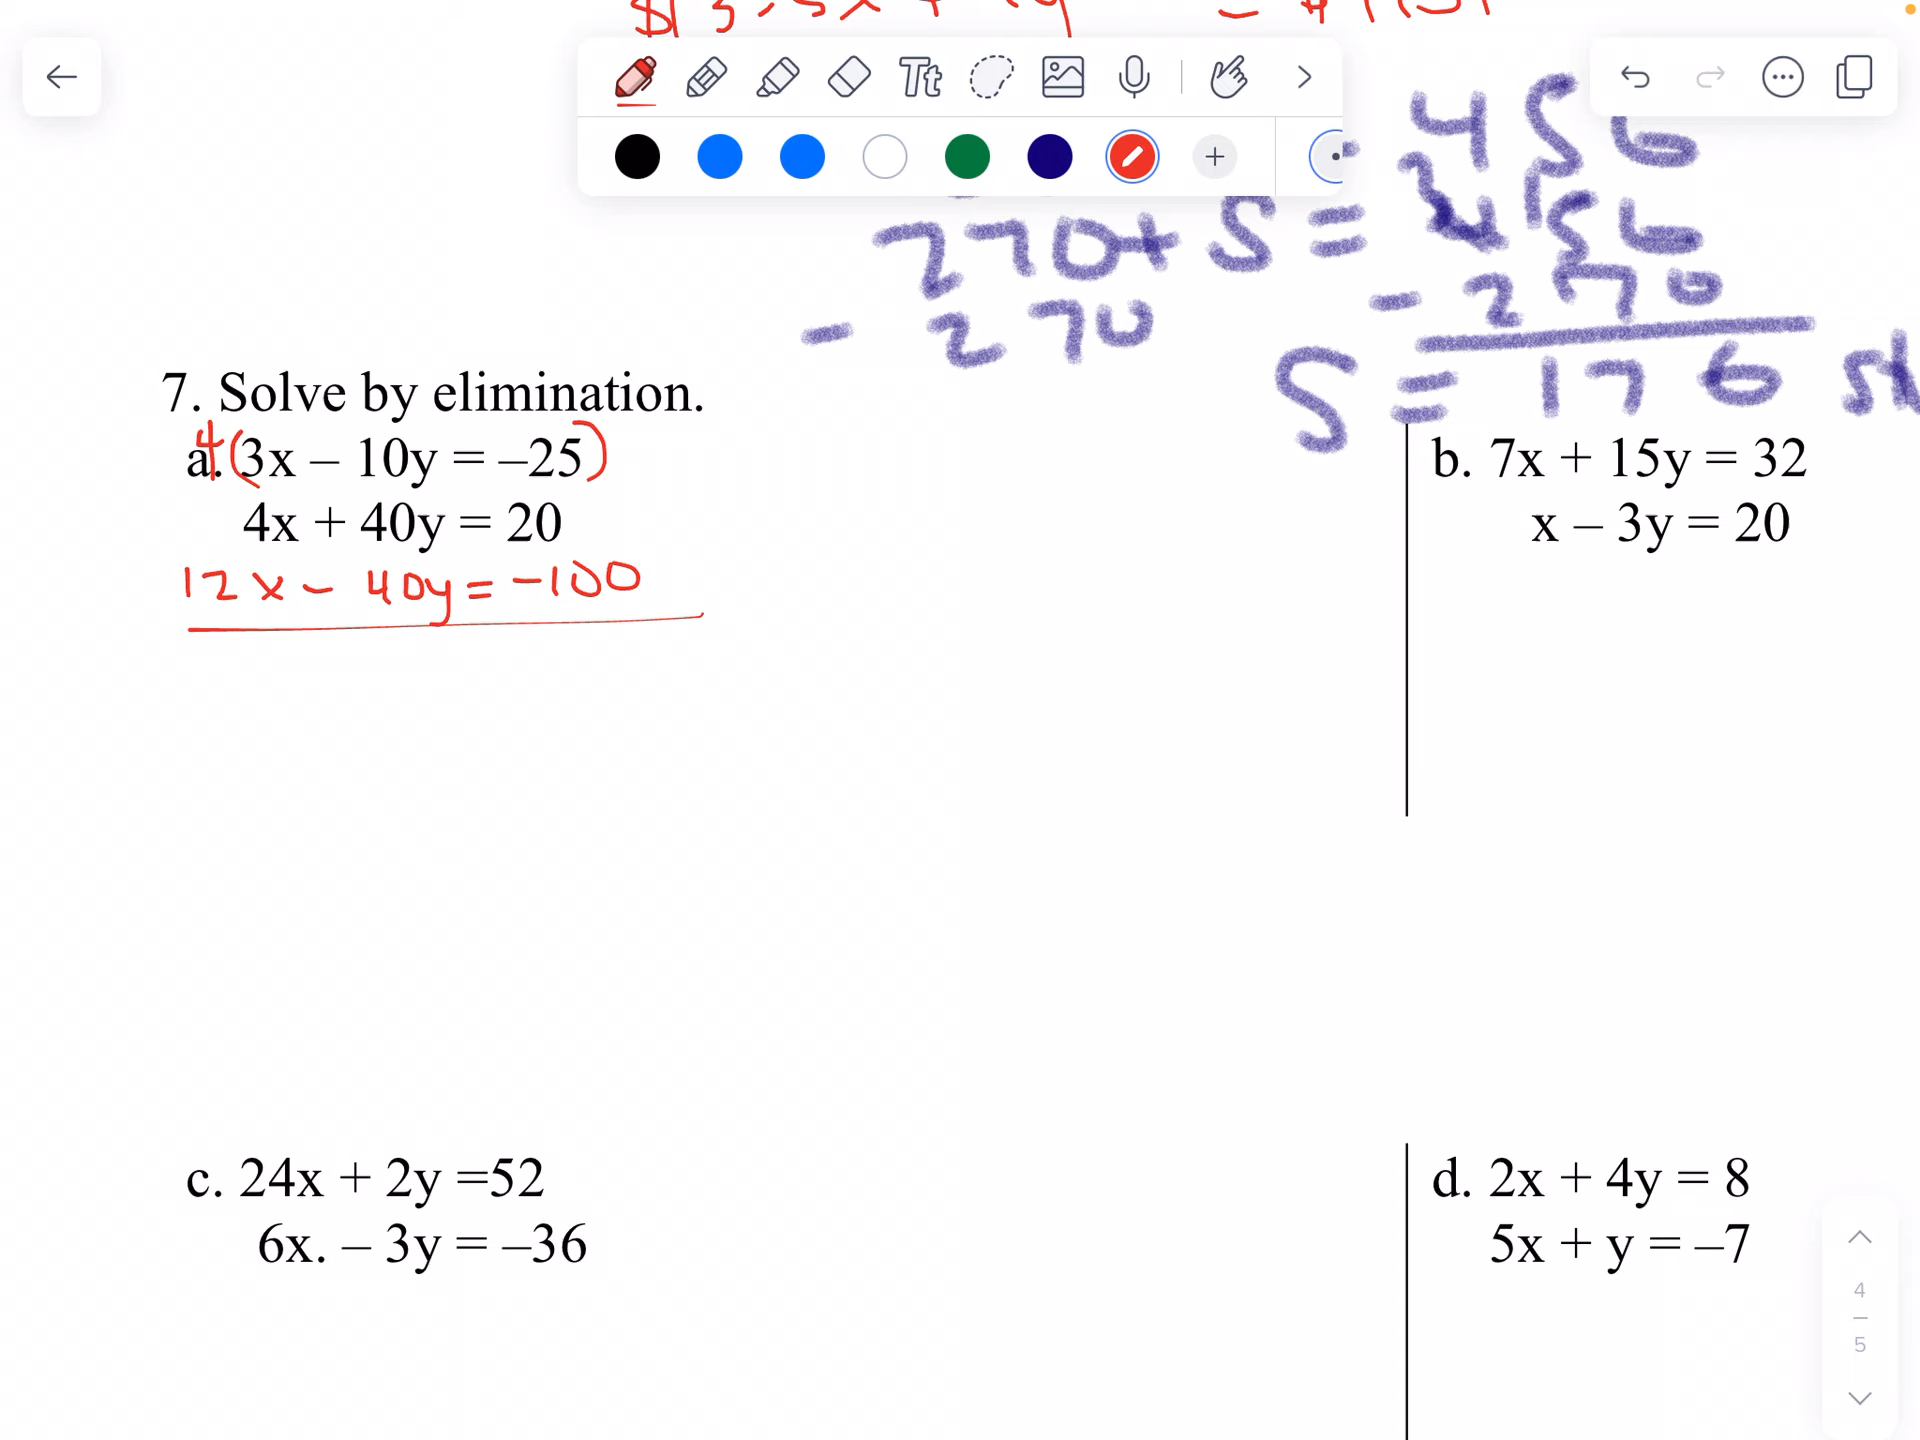 456
270 + S = 456
- 270 - 270
S = 176
7. Solve by elimination.
4
a. (3x – 10y = –25)
4x + 40y = 20
12x - 40y = -100
b. 7x + 15y = 32
x – 3y = 20
c. 24x + 2y =52
6x. – 3y = –36
d. 2x + 4y = 8
5x + y = –7
4
5